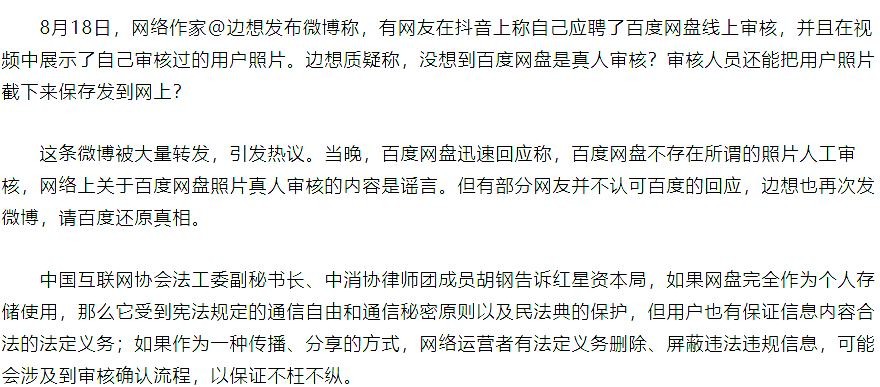 8月18日，网络作家@边想发布微博称，有网友在抖音上称自己应聘了百度网盘线上审核，并且在视
频中展示了自己审核过的用户照片。边想质疑称，没想到百度网盘是真人审核？审核人员还能把用户照片
截下来保存发到网上？
这条微博被大量转发，引发热议。当晚，百度网盘迅速回应称，百度网盘不存在所谓的照片人工审
核，网络上关于百度网盘照片真人审核的内容是谣言。但有部分网友并不认可百度的回应，边想也再次发
微博，请百度还原真相。
中国互联网协会法工委副秘书长、中消协律师团成员胡钢告诉红星资本局，如果网盘完全作为个人存
储使用，那么它受到宪法规定的通信自由和通信秘密原则以及民法典的保护，但用户也有保证信息内容合
法的法定义务；如果作为一种传播、分享的方式，网络运营者有法定义务删除、屏蔽违法违规信息，可能
会涉及到审核确认流程，以保证不枉不纵。